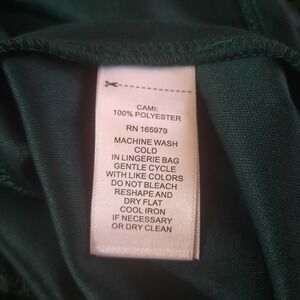 CAMI:
100% POLYESTER
RN 165979
MACHINE WASH
COLD
IN LINGERIE BAG
GENTLE CYCLE
WITH LIKE COLORS
DO NOT BLEACH
RESHAPE AND
DRY FLAT
COOL IRON
IF NECESSARY
OR DRY CLEAN